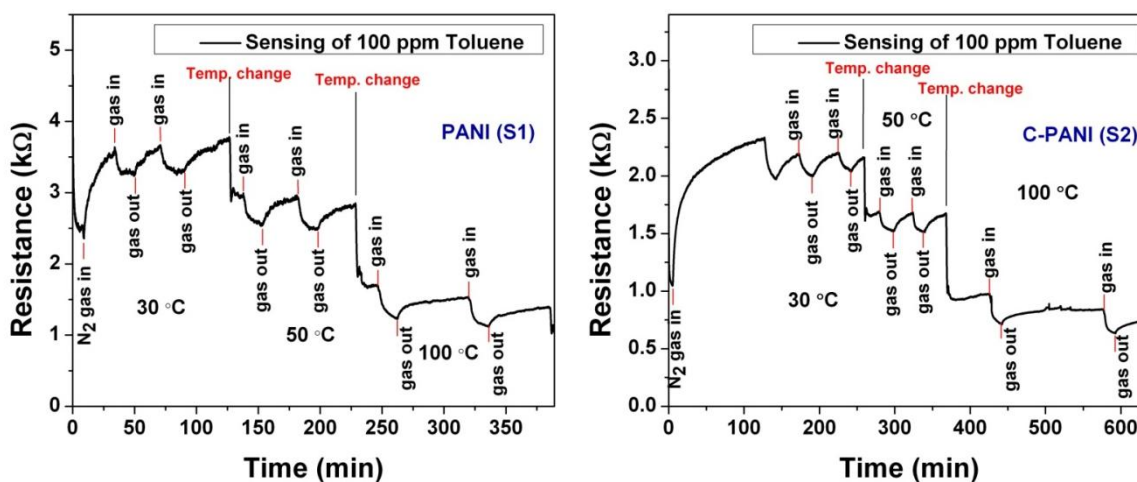 Sensing of 100 ppm Toluene
Temp. change
Temp. change
gas in
gas in
gas in
gas in
gas in
gas in
PANI (S1)
gas out
gas out
gas out
gas out
gas out
gas out
N2 gas in
30 °C
50 °C
100 °C
5
4
3
2
1
0
0
50
100
150
200
250
300
350
Resistance (kΩ)
Time (min)
Sensing of 100 ppm Toluene
Temp. change
Temp. change
gas in
gas in
50 °C
gas in
gas in
C-PANI (S2)
100 °C
gas in
gas in
gas out
gas out
gas out
gas out
gas out
gas out
N2 gas in
30 °C
3.0
2.5
2.0
1.5
1.0
0.5
0.0
0
100
200
300
400
500
600
Resistance (kΩ)
Time (min)